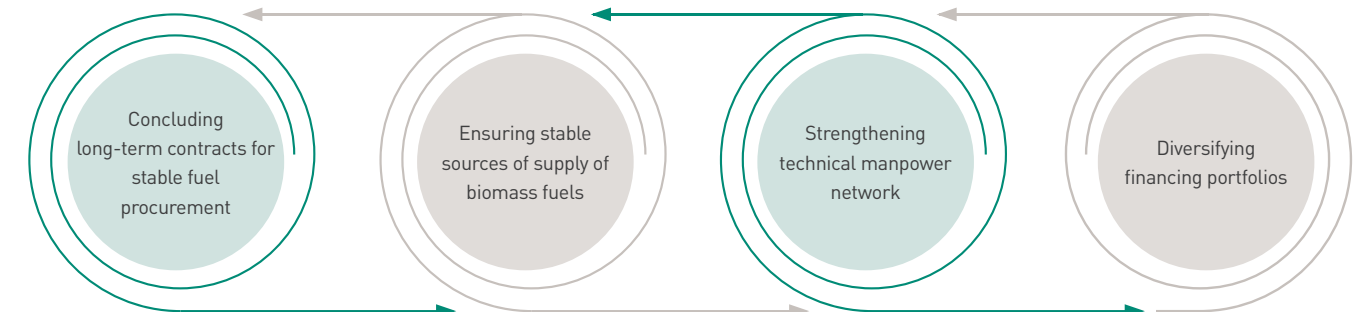 Concluding
long-term contracts for
stable fuel
procurement
Ensuring stable
sources of supply of
biomass fuels
Strengthening
technical manpower
network
Diversifying
financing portfolios